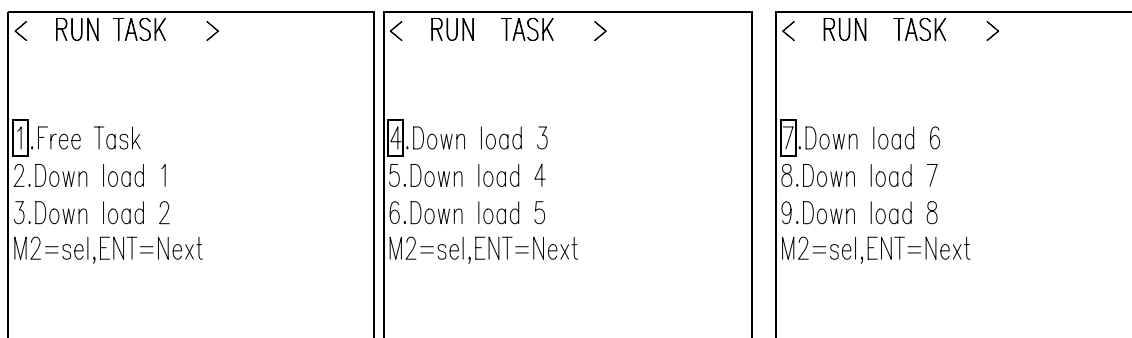 < RUN TASK >
1.Free Task
2.Down load 1
3.Down load 2
M2=sel,ENT=Next
< RUN TASK >
4.Down load 3
5.Down load 4
6.Down load 5
M2=sel,ENT=Next
< RUN TASK >
7.Down load 6
8.Down load 7
9.Down load 8
M2=sel,ENT=Next